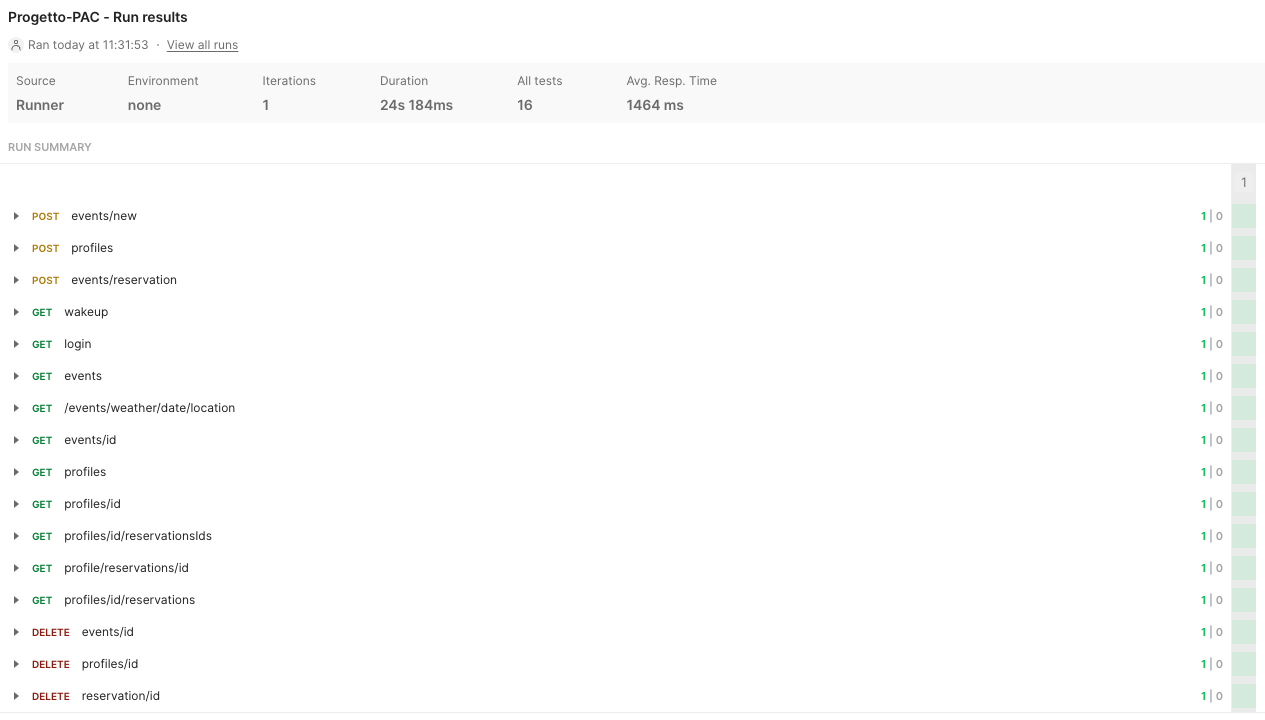 Progetto-PAC - Run results
Ran today at 11:31:53 · View all runs
Source Environment Iterations Duration All tests Avg. Resp. Time
Runner none 1 24s 184ms 16 1464 ms
RUN SUMMARY
1
POST events/new 1 | 0
POST profiles 1 | 0
POST events/reservation 1 | 0
GET wakeup 1 | 0
GET login 1 | 0
GET events 1 | 0
GET /events/weather/date/location 1 | 0
GET events/id 1 | 0
GET profiles 1 | 0
GET profiles/id 1 | 0
GET profiles/id/reservationsIds 1 | 0
GET profile/reservations/id 1 | 0
GET profiles/id/reservations 1 | 0
DELETE events/id 1 | 0
DELETE profiles/id 1 | 0
DELETE reservation/id 1 | 0